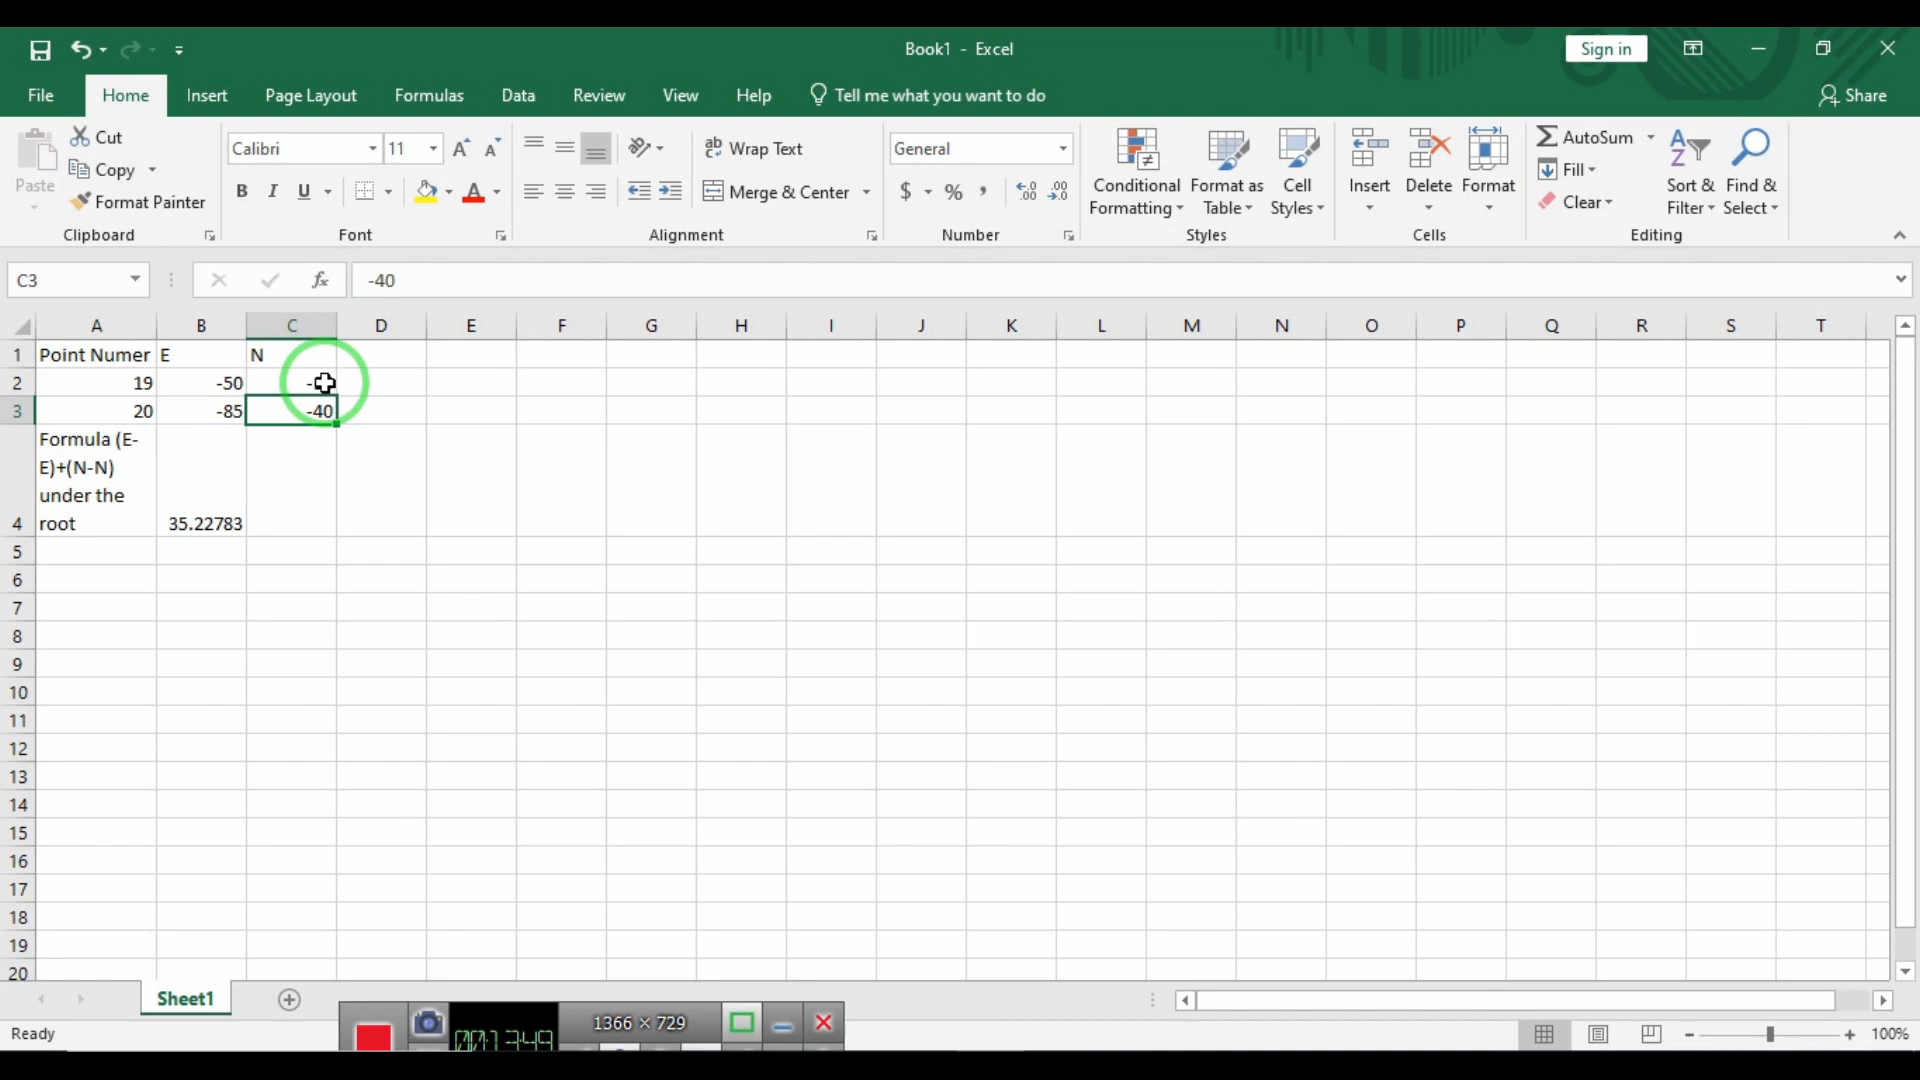 Book1 - Excel
Sign in
File Home Insert Page Layout Formulas Data Review View Help Tell me what you want to do Share
Paste
Cut
Copy
Format Painter
Clipboard
Calibri 11
B I U A
Font
Wrap Text
Merge & Center
Alignment
General
$ %
Number
Conditional Formatting
Format as Table
Cell Styles
Styles
Insert Delete Format
Cells
AutoSum
Fill
Clear
Sort & Filter
Find & Select
Editing
C3 fx -40
A B C D E F G H I J K L M N O P Q R S T
1 Point Numer E N
2 19 -50
3 20 -85 -40
Formula (E-
E)+(N-N)
under the
4 root 35.22783
5
6
7
8
9
10
11
12
13
14
15
16
17
18
19
20
Sheet1
1366 × 729
Ready
100%